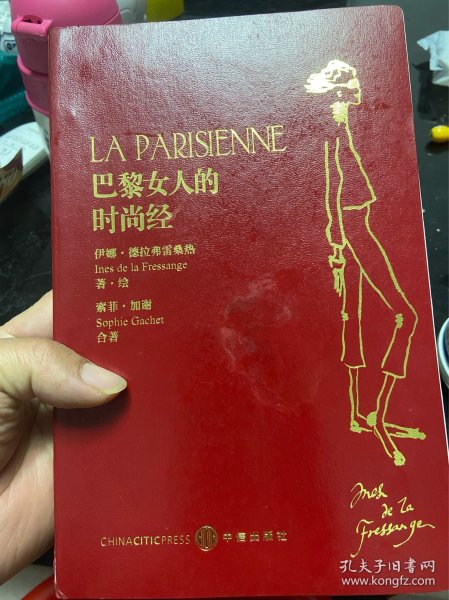 LA PARISIENNE
巴黎女人的
时尚经
伊娜·德拉弗雷桑热
Ines de la Fressange
著·绘
索菲·加谢
Sophie Gachet
合著
Ines
de la
Fressange
CHINACITICPRESS 中信出版社
孔夫子旧书网
www.kongfz.com